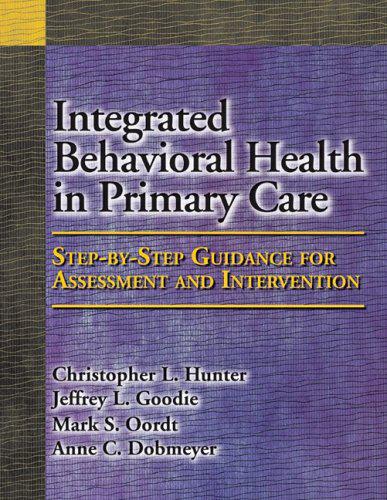 Integrated
Behavioral Health
in Primary Care
Step-by-Step Guidance for
Assessment and Intervention
Christopher L. Hunter
Jeffrey L. Goodie
Mark S. Oordt
Anne C. Dobmeyer